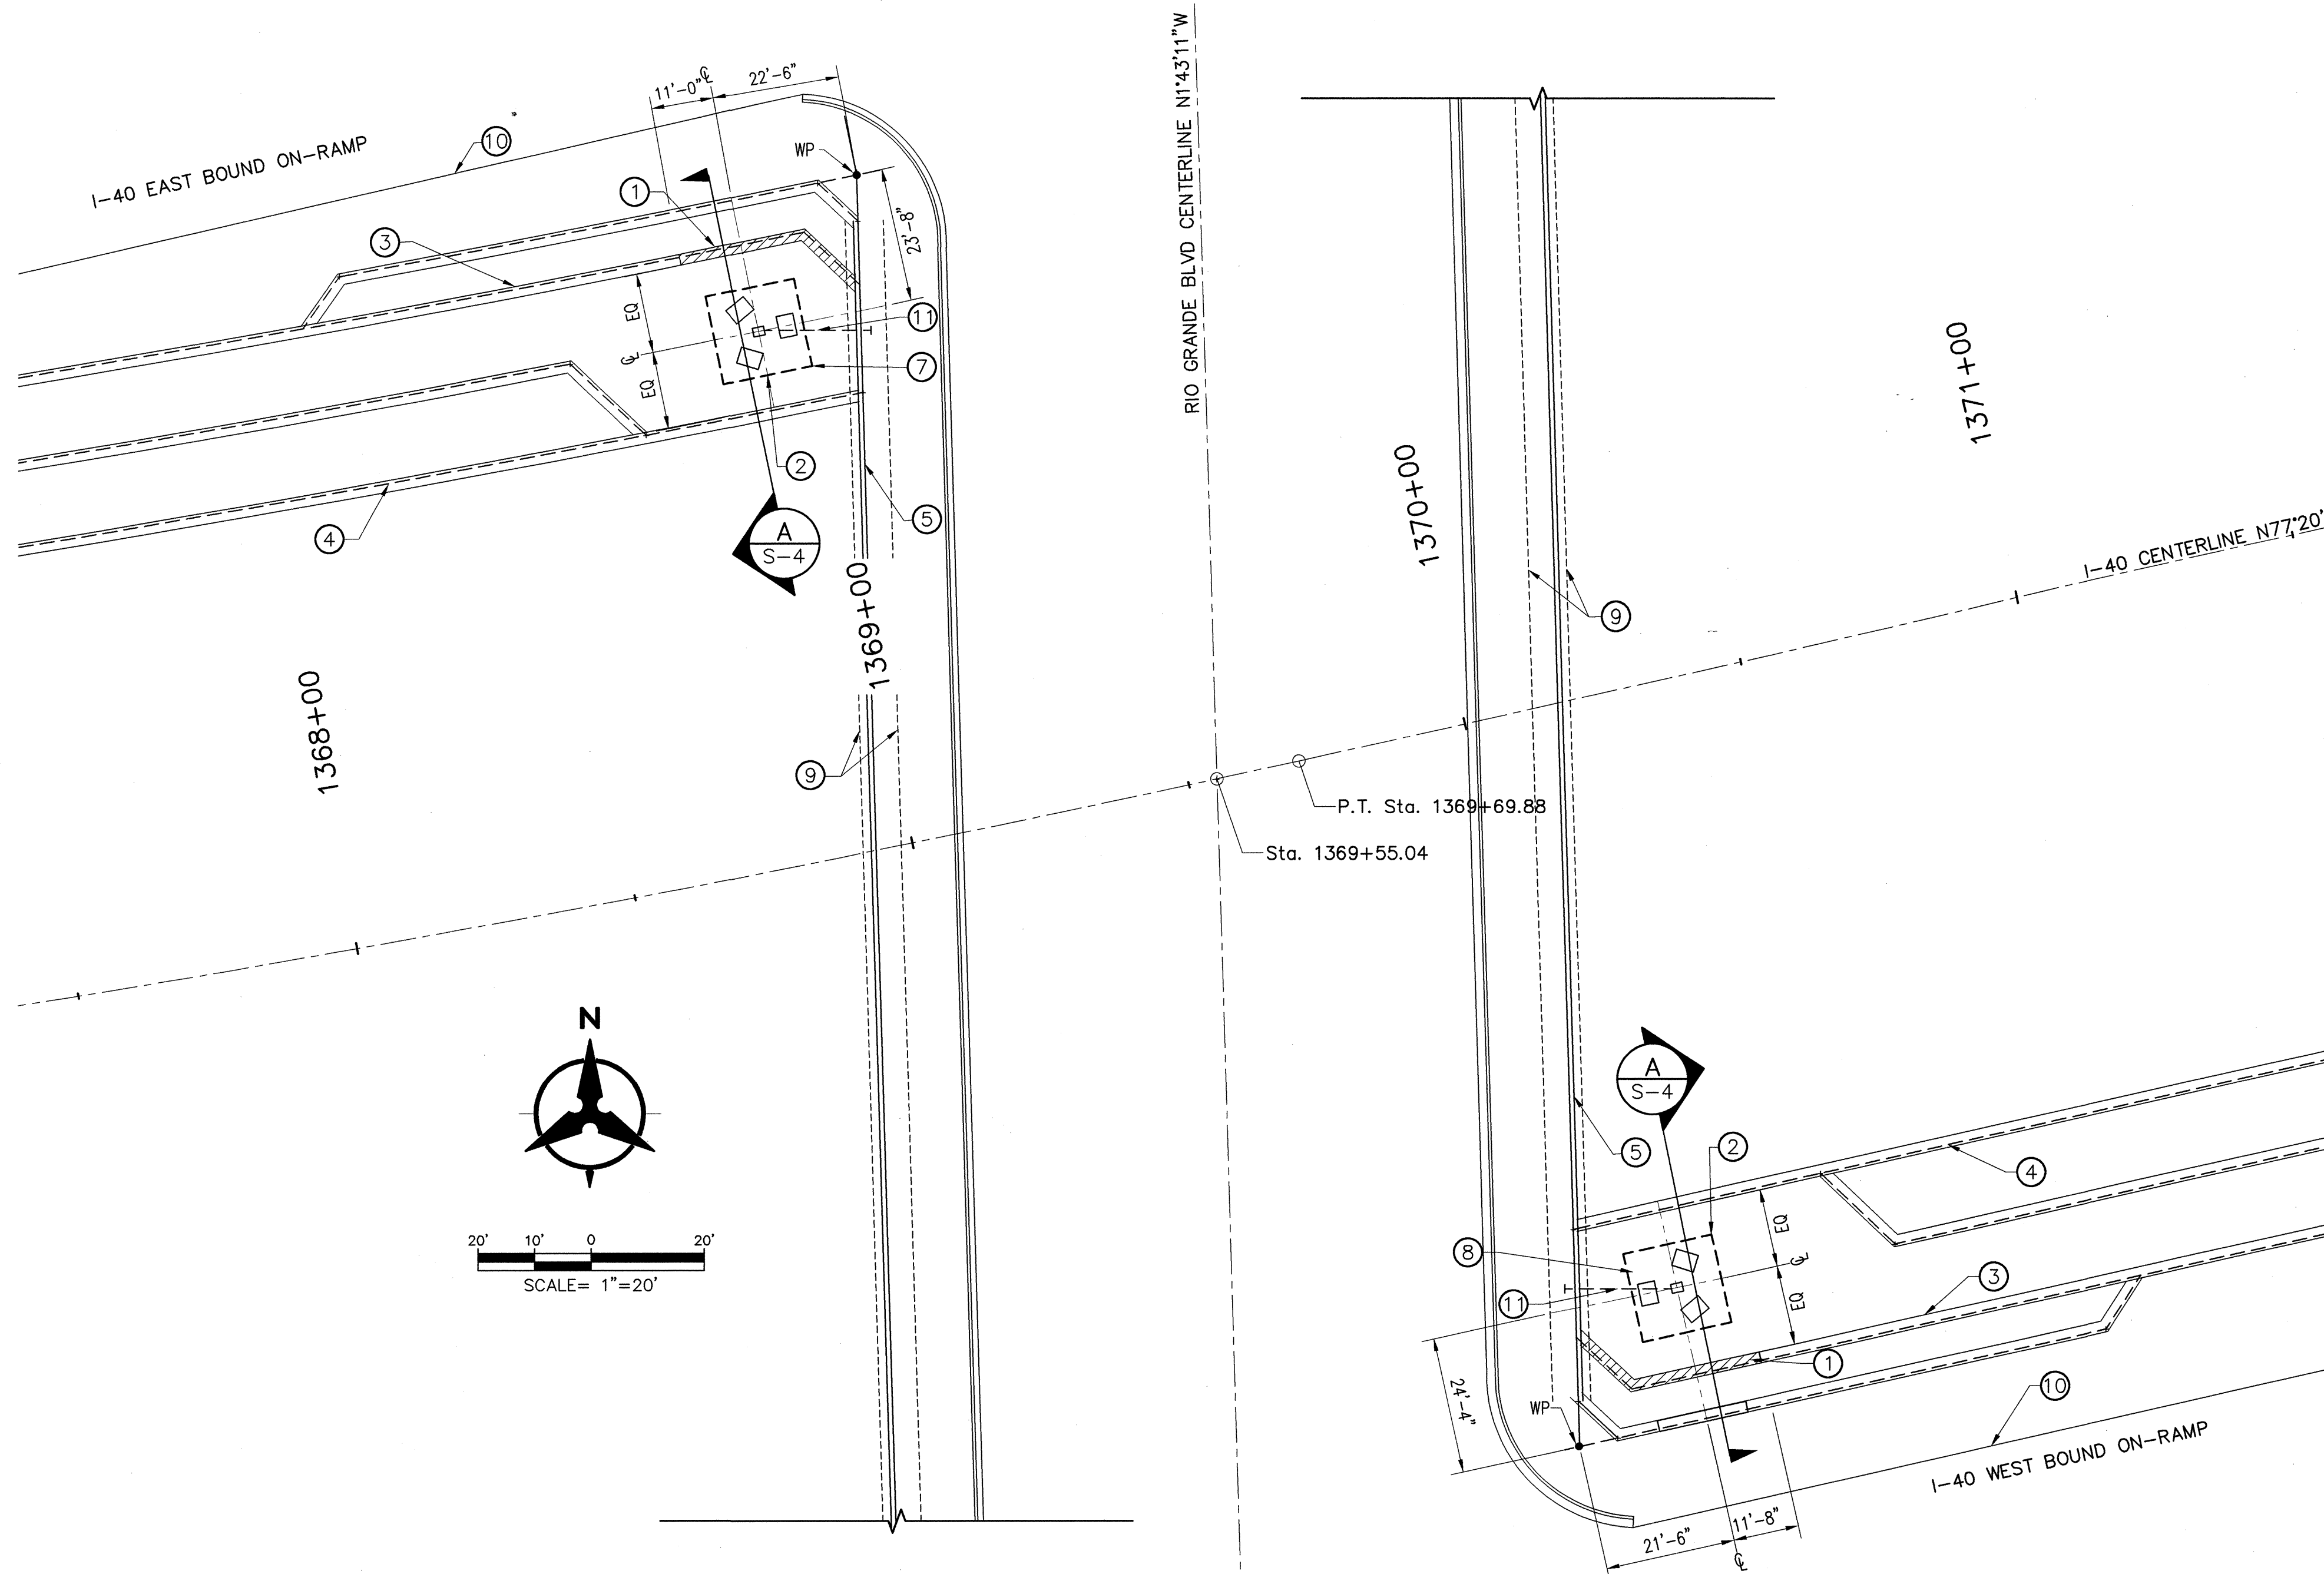 I-40 EAST BOUND ON-RAMP
10
11'-0"
℄
22'-6"
WP
1
3
23'-8"
EQ
℄
EQ
11
7
2
5
4
A
S-4
1368+00
1369+00
9
RIO GRANDE BLVD CENTERLINE N1°43'11"W
P.T. Sta. 1369+69.88
Sta. 1369+55.04
1370+00
1371+00
9
I-40 CENTERLINE N77°20'
N
20' 10' 0 20'
SCALE= 1"=20'
A
S-4
5
2
4
8
EQ
℄
EQ
11
3
1
24'-4"
WP
10
I-40 WEST BOUND ON-RAMP
21'-6"
11'-8"
℄